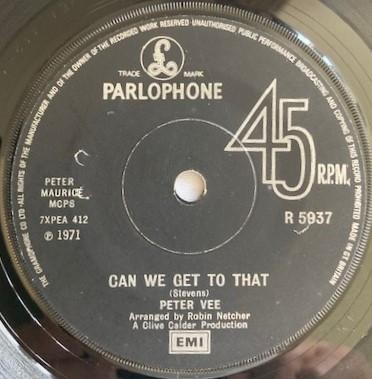 THE GRAMOPHONE CO LTD·ALL RIGHTS OF THE MANUFACTURER AND OF THE OWNER OF THE RECORDED WORK RESERVED·UNAUTHORISED PUBLIC PERFORMANCE BROADCASTING AND COPYING OF THIS RECORD PROHIBITED MADE IN GT BRITAIN
£
TRADE MARK
PARLOPHONE
45 R.P.M.
PETER
MAURICE
MCPS
7XPEA 412
℗ 1971
R 5937
CAN WE GET TO THAT
(Stevens)
PETER VEE
Arranged by Robin Netcher
A Clive Calder Production
EMI